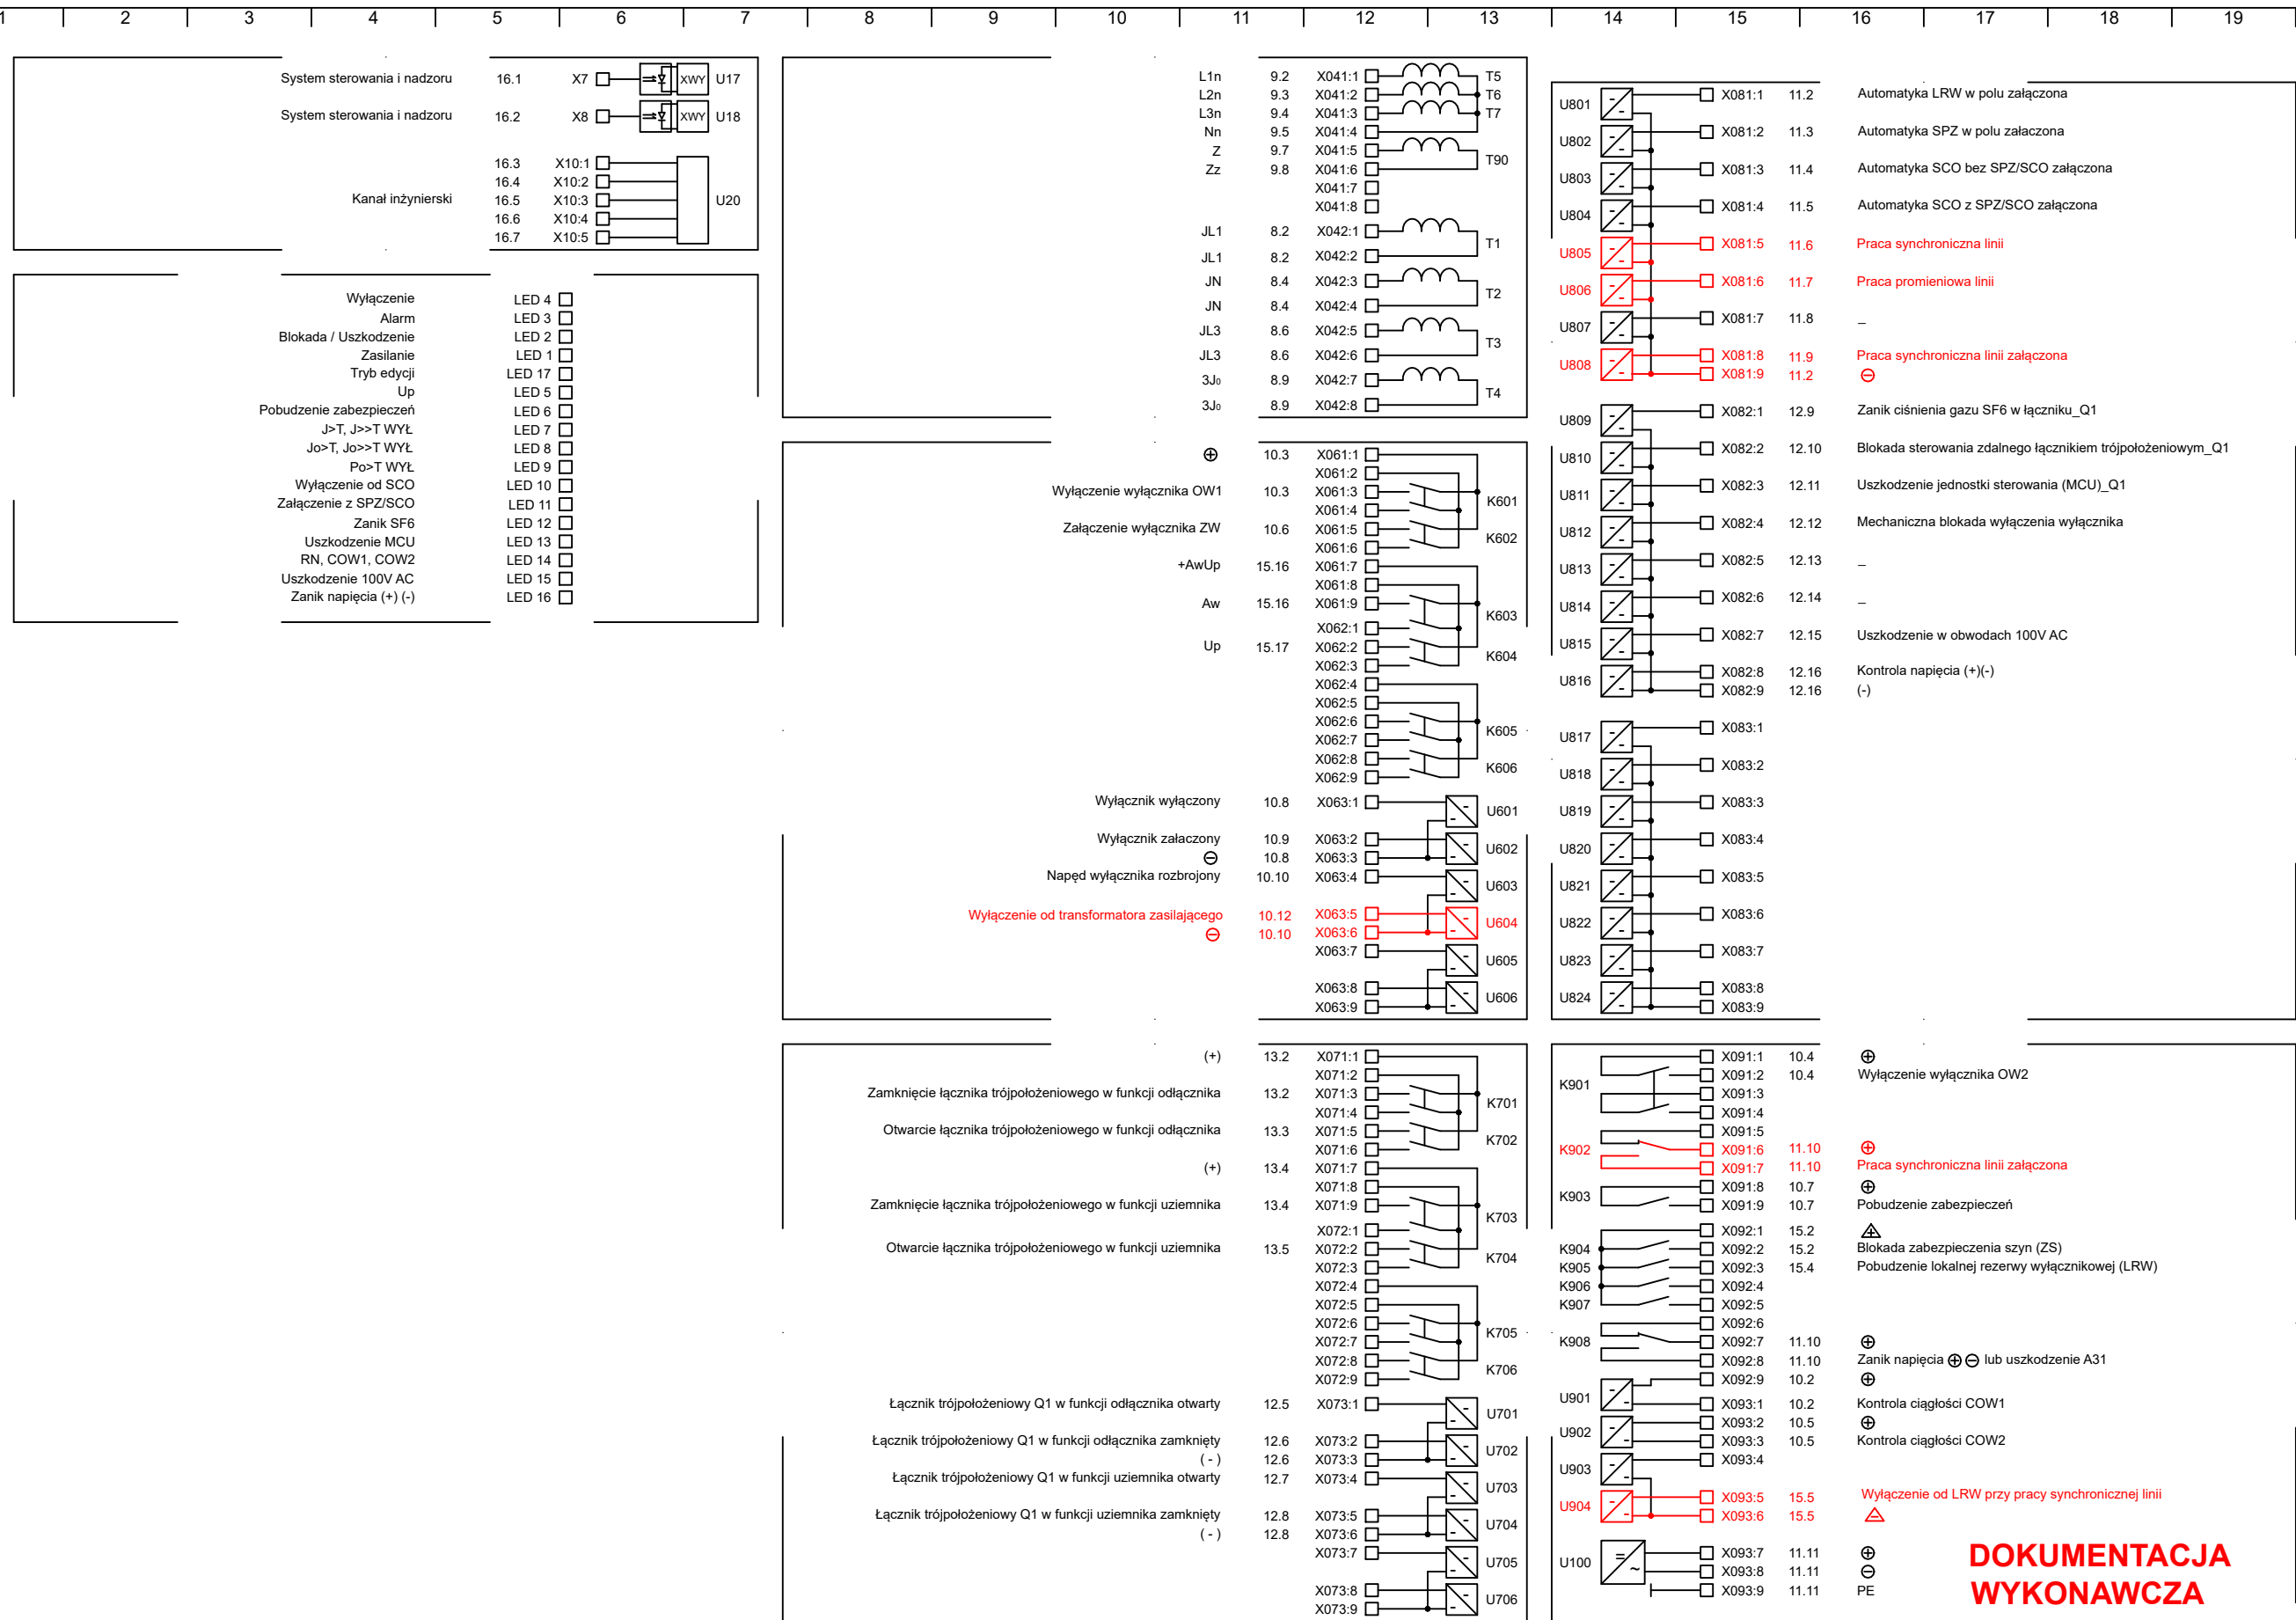 1 2 3 4 5 6 7 8 9 10 11 12 13 14 15 16 17 18 19
System sterowania i nadzoru 16.1 X7 XWY U17
System sterowania i nadzoru 16.2 X8 XWY U18
16.3 X10:1
16.4 X10:2
Kanał inżynierski 16.5 X10:3 U20
16.6 X10:4
16.7 X10:5
Wyłączenie LED 4
Alarm LED 3
Blokada / Uszkodzenie LED 2
Zasilanie LED 1
Tryb edycji LED 17
Up LED 5
Pobudzenie zabezpieczeń LED 6
J>T, J>>T WYŁ LED 7
Jo>T, Jo>>T WYŁ LED 8
Po>T WYŁ LED 9
Wyłączenie od SCO LED 10
Załączenie z SPZ/SCO LED 11
Zanik SF6 LED 12
Uszkodzenie MCU LED 13
RN, COW1, COW2 LED 14
Uszkodzenie 100V AC LED 15
Zanik napięcia (+) (-) LED 16
L1n 9.2 X041:1 T5
L2n 9.3 X041:2 T6
L3n 9.4 X041:3 T7
Nn 9.5 X041:4
Z 9.7 X041:5 T90
Zz 9.8 X041:6
X041:7
X041:8
JL1 8.2 X042:1 T1
JL1 8.2 X042:2
JN 8.4 X042:3 T2
JN 8.4 X042:4
JL3 8.6 X042:5 T3
JL3 8.6 X042:6
3J0 8.9 X042:7 T4
3J0 8.9 X042:8
⊕ 10.3 X061:1
X061:2
Wyłączenie wyłącznika OW1 10.3 X061:3 K601
X061:4
Załączenie wyłącznika ZW 10.6 X061:5 K602
X061:6
+AwUp 15.16 X061:7
X061:8
Aw 15.16 X061:9 K603
X062:1
Up 15.17 X062:2 K604
X062:3
X062:4
X062:5
X062:6 K605
X062:7
X062:8 K606
X062:9
Wyłącznik wyłączony 10.8 X063:1 U601
Wyłącznik załaczony 10.9 X063:2 U602
⊖ 10.8 X063:3
Napęd wyłącznika rozbrojony 10.10 X063:4 U603
Wyłączenie od transformatora zasilającego 10.12 X063:5 U604
⊖ 10.10 X063:6
X063:7 U605
X063:8 U606
X063:9
(+) 13.2 X071:1
X071:2
Zamknięcie łącznika trójpołożeniowego w funkcji odłącznika 13.2 X071:3 K701
X071:4
Otwarcie łącznika trójpołożeniowego w funkcji odłącznika 13.3 X071:5 K702
X071:6
(+) 13.4 X071:7
X071:8
Zamknięcie łącznika trójpołożeniowego w funkcji uziemnika 13.4 X071:9 K703
X072:1
Otwarcie łącznika trójpołożeniowego w funkcji uziemnika 13.5 X072:2 K704
X072:3
X072:4
X072:5
X072:6 K705
X072:7
X072:8 K706
X072:9
Łącznik trójpołożeniowy Q1 w funkcji odłącznika otwarty 12.5 X073:1 U701
Łącznik trójpołożeniowy Q1 w funkcji odłącznika zamknięty 12.6 X073:2 U702
( - ) 12.6 X073:3
Łącznik trójpołożeniowy Q1 w funkcji uziemnika otwarty 12.7 X073:4 U703
Łącznik trójpołożeniowy Q1 w funkcji uziemnika zamknięty 12.8 X073:5 U704
( - ) 12.8 X073:6
X073:7 U705
X073:8 U706
X073:9
U801 X081:1 11.2 Automatyka LRW w polu załączona
U802 X081:2 11.3 Automatyka SPZ w polu załaczona
U803 X081:3 11.4 Automatyka SCO bez SPZ/SCO załączona
U804 X081:4 11.5 Automatyka SCO z SPZ/SCO załączona
U805 X081:5 11.6 Praca synchroniczna linii
U806 X081:6 11.7 Praca promieniowa linii
U807 X081:7 11.8 _
U808 X081:8 11.9 Praca synchroniczna linii załączona
X081:9 11.2 ⊖
U809 X082:1 12.9 Zanik ciśnienia gazu SF6 w łączniku_Q1
U810 X082:2 12.10 Blokada sterowania zdalnego łącznikiem trójpołożeniowym_Q1
U811 X082:3 12.11 Uszkodzenie jednostki sterowania (MCU)_Q1
U812 X082:4 12.12 Mechaniczna blokada wyłączenia wyłącznika
U813 X082:5 12.13 _
U814 X082:6 12.14 _
U815 X082:7 12.15 Uszkodzenie w obwodach 100V AC
U816 X082:8 12.16 Kontrola napięcia (+)(-)
X082:9 12.16 (-)
U817 X083:1
U818 X083:2
U819 X083:3
U820 X083:4
U821 X083:5
U822 X083:6
U823 X083:7
U824 X083:8
X083:9
X091:1 10.4 ⊕
K901 X091:2 10.4 Wyłączenie wyłącznika OW2
X091:3
X091:4
X091:5
K902 X091:6 11.10 ⊕
X091:7 11.10 Praca synchroniczna linii załączona
K903 X091:8 10.7 ⊕
X091:9 10.7 Pobudzenie zabezpieczeń
X092:1 15.2
K904 X092:2 15.2 Blokada zabezpieczenia szyn (ZS)
K905 X092:3 15.4 Pobudzenie lokalnej rezerwy wyłącznikowej (LRW)
K906 X092:4
K907 X092:5
X092:6
K908 X092:7 11.10 ⊕
X092:8 11.10 Zanik napięcia ⊕ ⊖ lub uszkodzenie A31
X092:9 10.2 ⊕
U901 X093:1 10.2 Kontrola ciągłości COW1
X093:2 10.5 ⊕
U902 X093:3 10.5 Kontrola ciągłości COW2
U903 X093:4
U904 X093:5 15.5 Wyłączenie od LRW przy pracy synchronicznej linii
X093:6 15.5
U100 X093:7 11.11 ⊕
X093:8 11.11 ⊖
X093:9 11.11 PE
DOKUMENTACJA
WYKONAWCZA